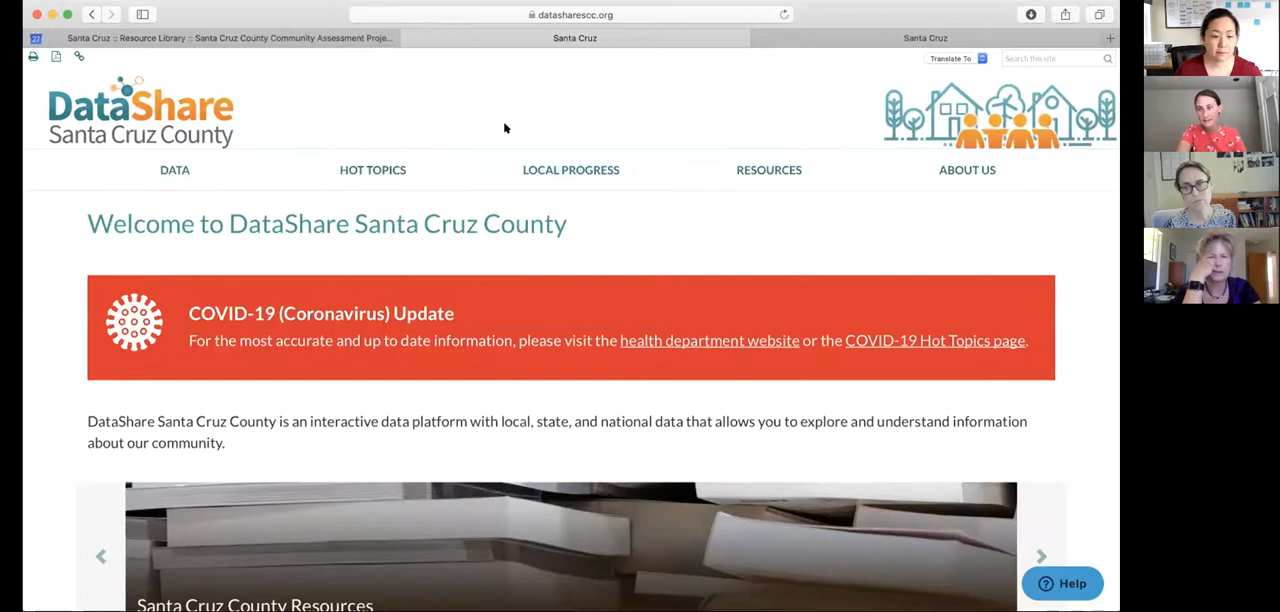 datasharescc.org
27
Santa Cruz :: Resource Library :: Santa Cruz County Community Assessment Proje...
Santa Cruz
Santa Cruz
Translate To
Search this site
DataShare
Santa Cruz County
DATA
HOT TOPICS
LOCAL PROGRESS
RESOURCES
ABOUT US
Welcome to DataShare Santa Cruz County
COVID-19 (Coronavirus) Update
For the most accurate and up to date information, please visit the health department website or the COVID-19 Hot Topics page.
DataShare Santa Cruz County is an interactive data platform with local, state, and national data that allows you to explore and understand information
about our community.
Santa Cruz County Resources
Help